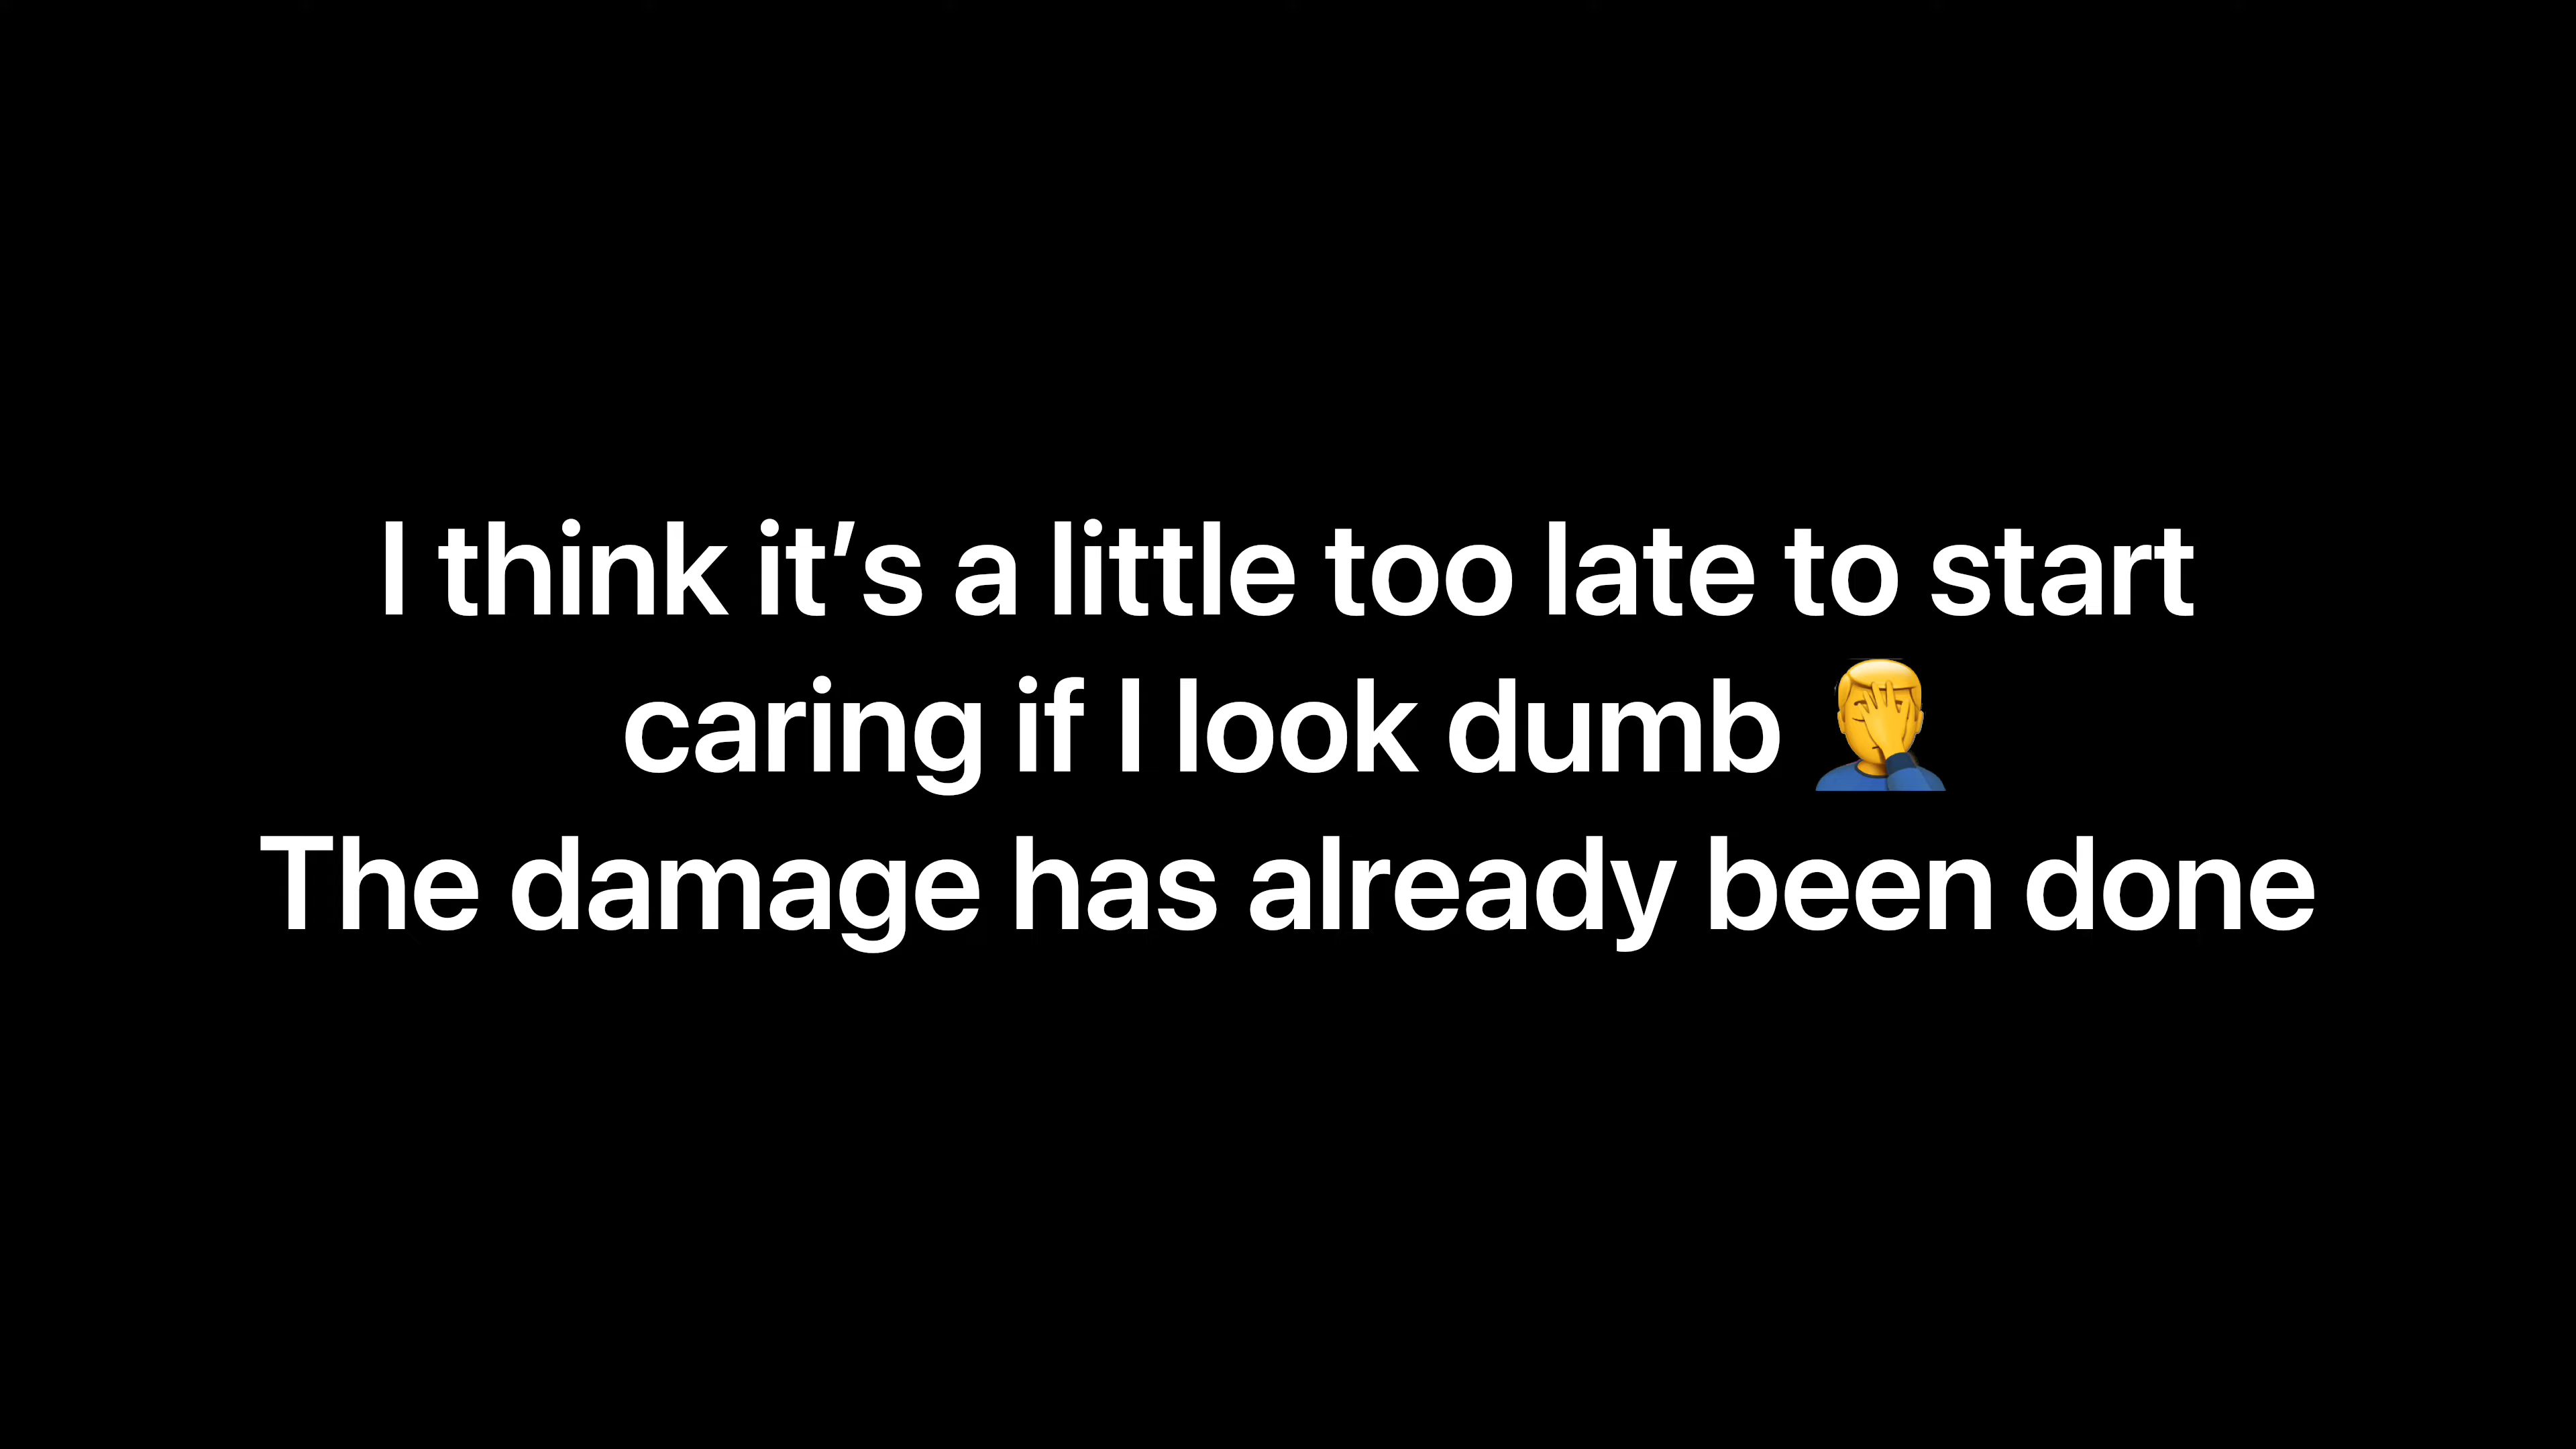 I think it’s a little too late to start
caring if I look dumb 🤦‍♂️
The damage has already been done